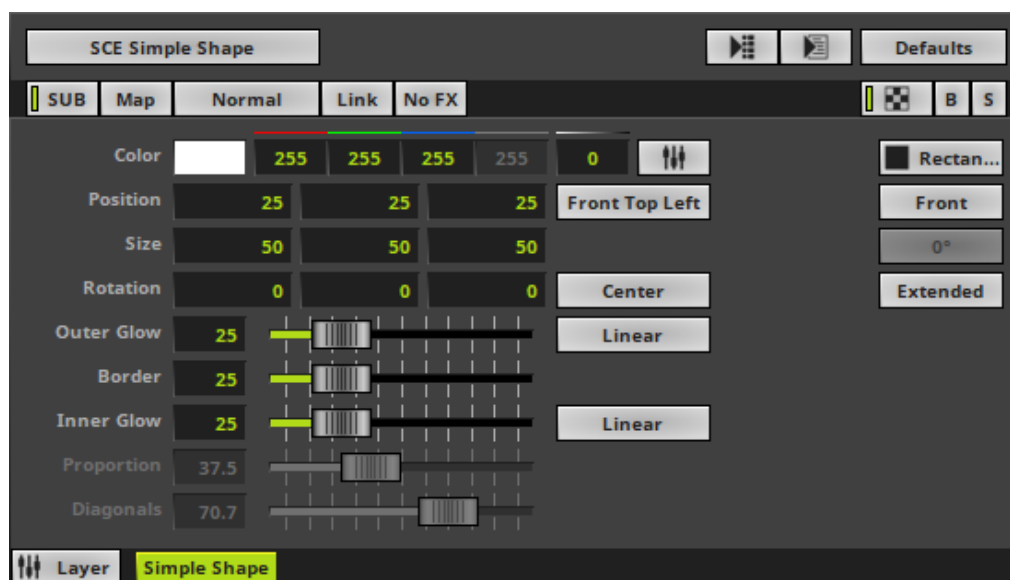 SCE Simple Shape Defaults
SUB Map Normal Link No FX B S
Color 255 255 255 255 0 Rectan...
Position 25 25 25 Front Top Left Front
Size 50 50 50 0°
Rotation 0 0 0 Center Extended
Outer Glow 25 Linear
Border 25
Inner Glow 25 Linear
Proportion 37.5
Diagonals 70.7
Layer Simple Shape